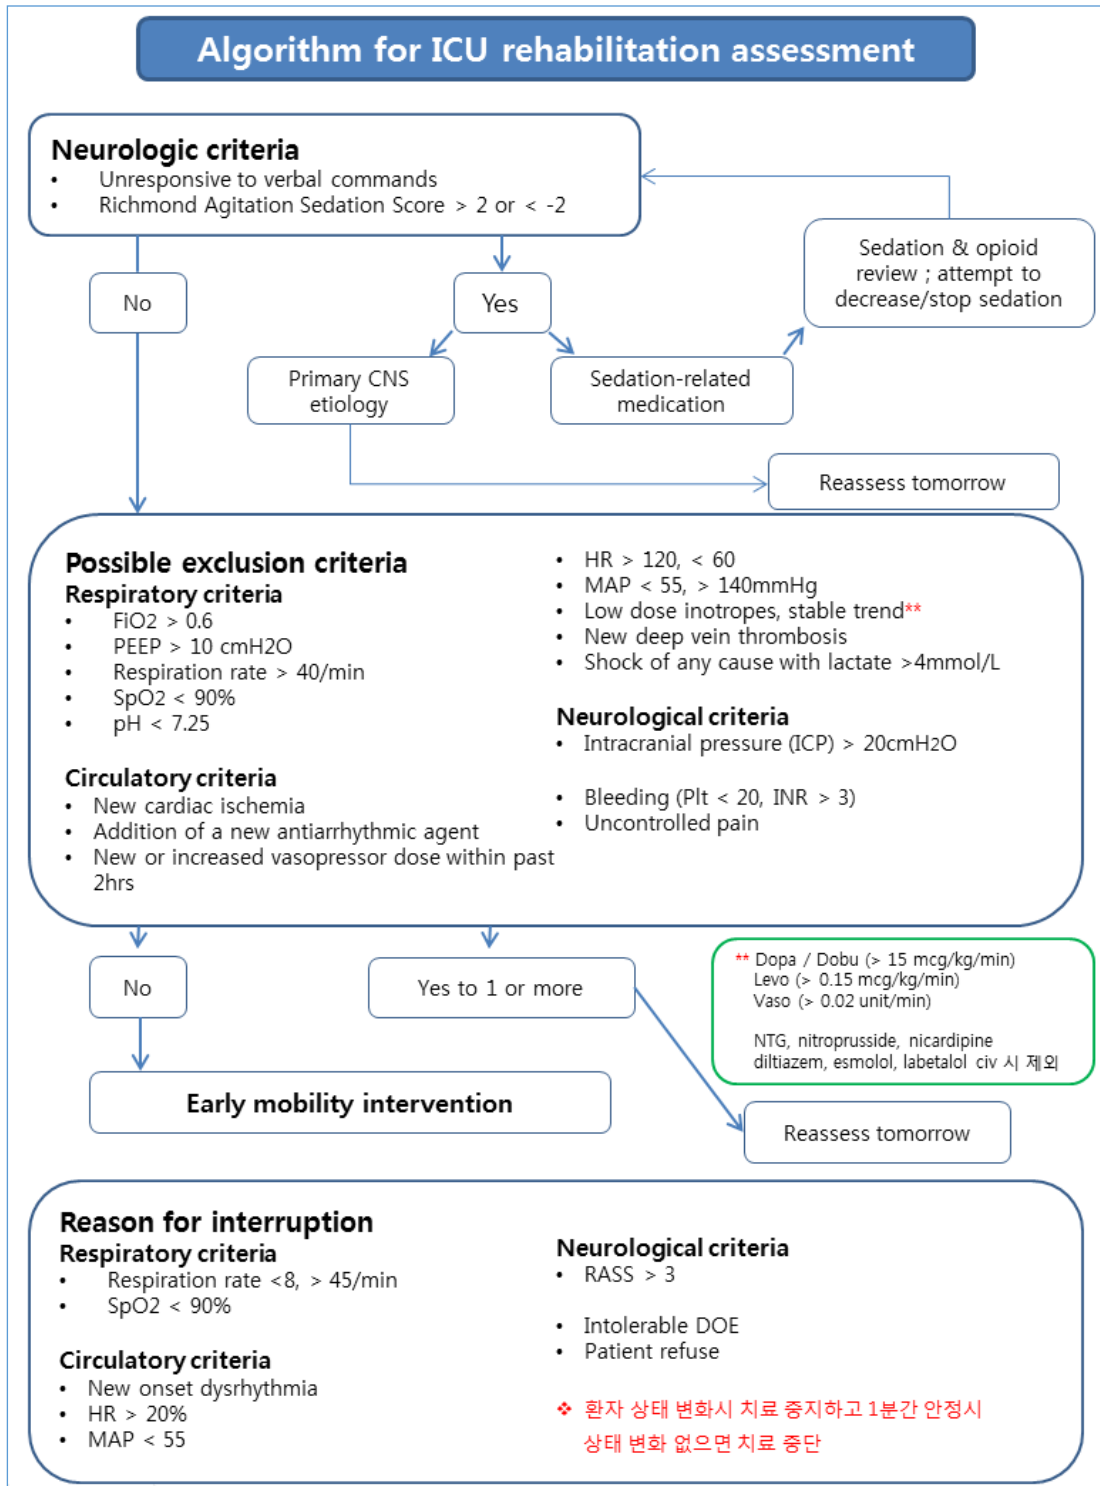 Algorithm for ICU rehabilitation assessment
Neurologic criteria
• Unresponsive to verbal commands
• Richmond Agitation Sedation Score > 2 or < -2
Sedation & opioid
review ; attempt to
decrease/stop sedation
No
Yes
Primary CNS
etiology
Sedation-related
medication
Reassess tomorrow
Possible exclusion criteria
Respiratory criteria
• FiO2 > 0.6
• PEEP > 10 cmH2O
• Respiration rate > 40/min
• SpO2 < 90%
• pH < 7.25
Circulatory criteria
• New cardiac ischemia
• Addition of a new antiarrhythmic agent
• New or increased vasopressor dose within past
2hrs
• HR > 120, < 60
• MAP < 55, > 140mmHg
• Low dose inotropes, stable trend**
• New deep vein thrombosis
• Shock of any cause with lactate >4mmol/L
Neurological criteria
• Intracranial pressure (ICP) > 20cmH2O
• Bleeding (Plt < 20, INR > 3)
• Uncontrolled pain
No
Yes to 1 or more
** Dopa / Dobu (> 15 mcg/kg/min)
Levo (> 0.15 mcg/kg/min)
Vaso (> 0.02 unit/min)
NTG, nitroprusside, nicardipine
diltiazem, esmolol, labetalol civ 시 제외
Early mobility intervention
Reassess tomorrow
Reason for interruption
Respiratory criteria
• Respiration rate <8, > 45/min
• SpO2 < 90%
Circulatory criteria
• New onset dysrhythmia
• HR > 20%
• MAP < 55
Neurological criteria
• RASS > 3
• Intolerable DOE
• Patient refuse
❖ 환자 상태 변화시 치료 중지하고 1분간 안정시
상태 변화 없으면 치료 중단